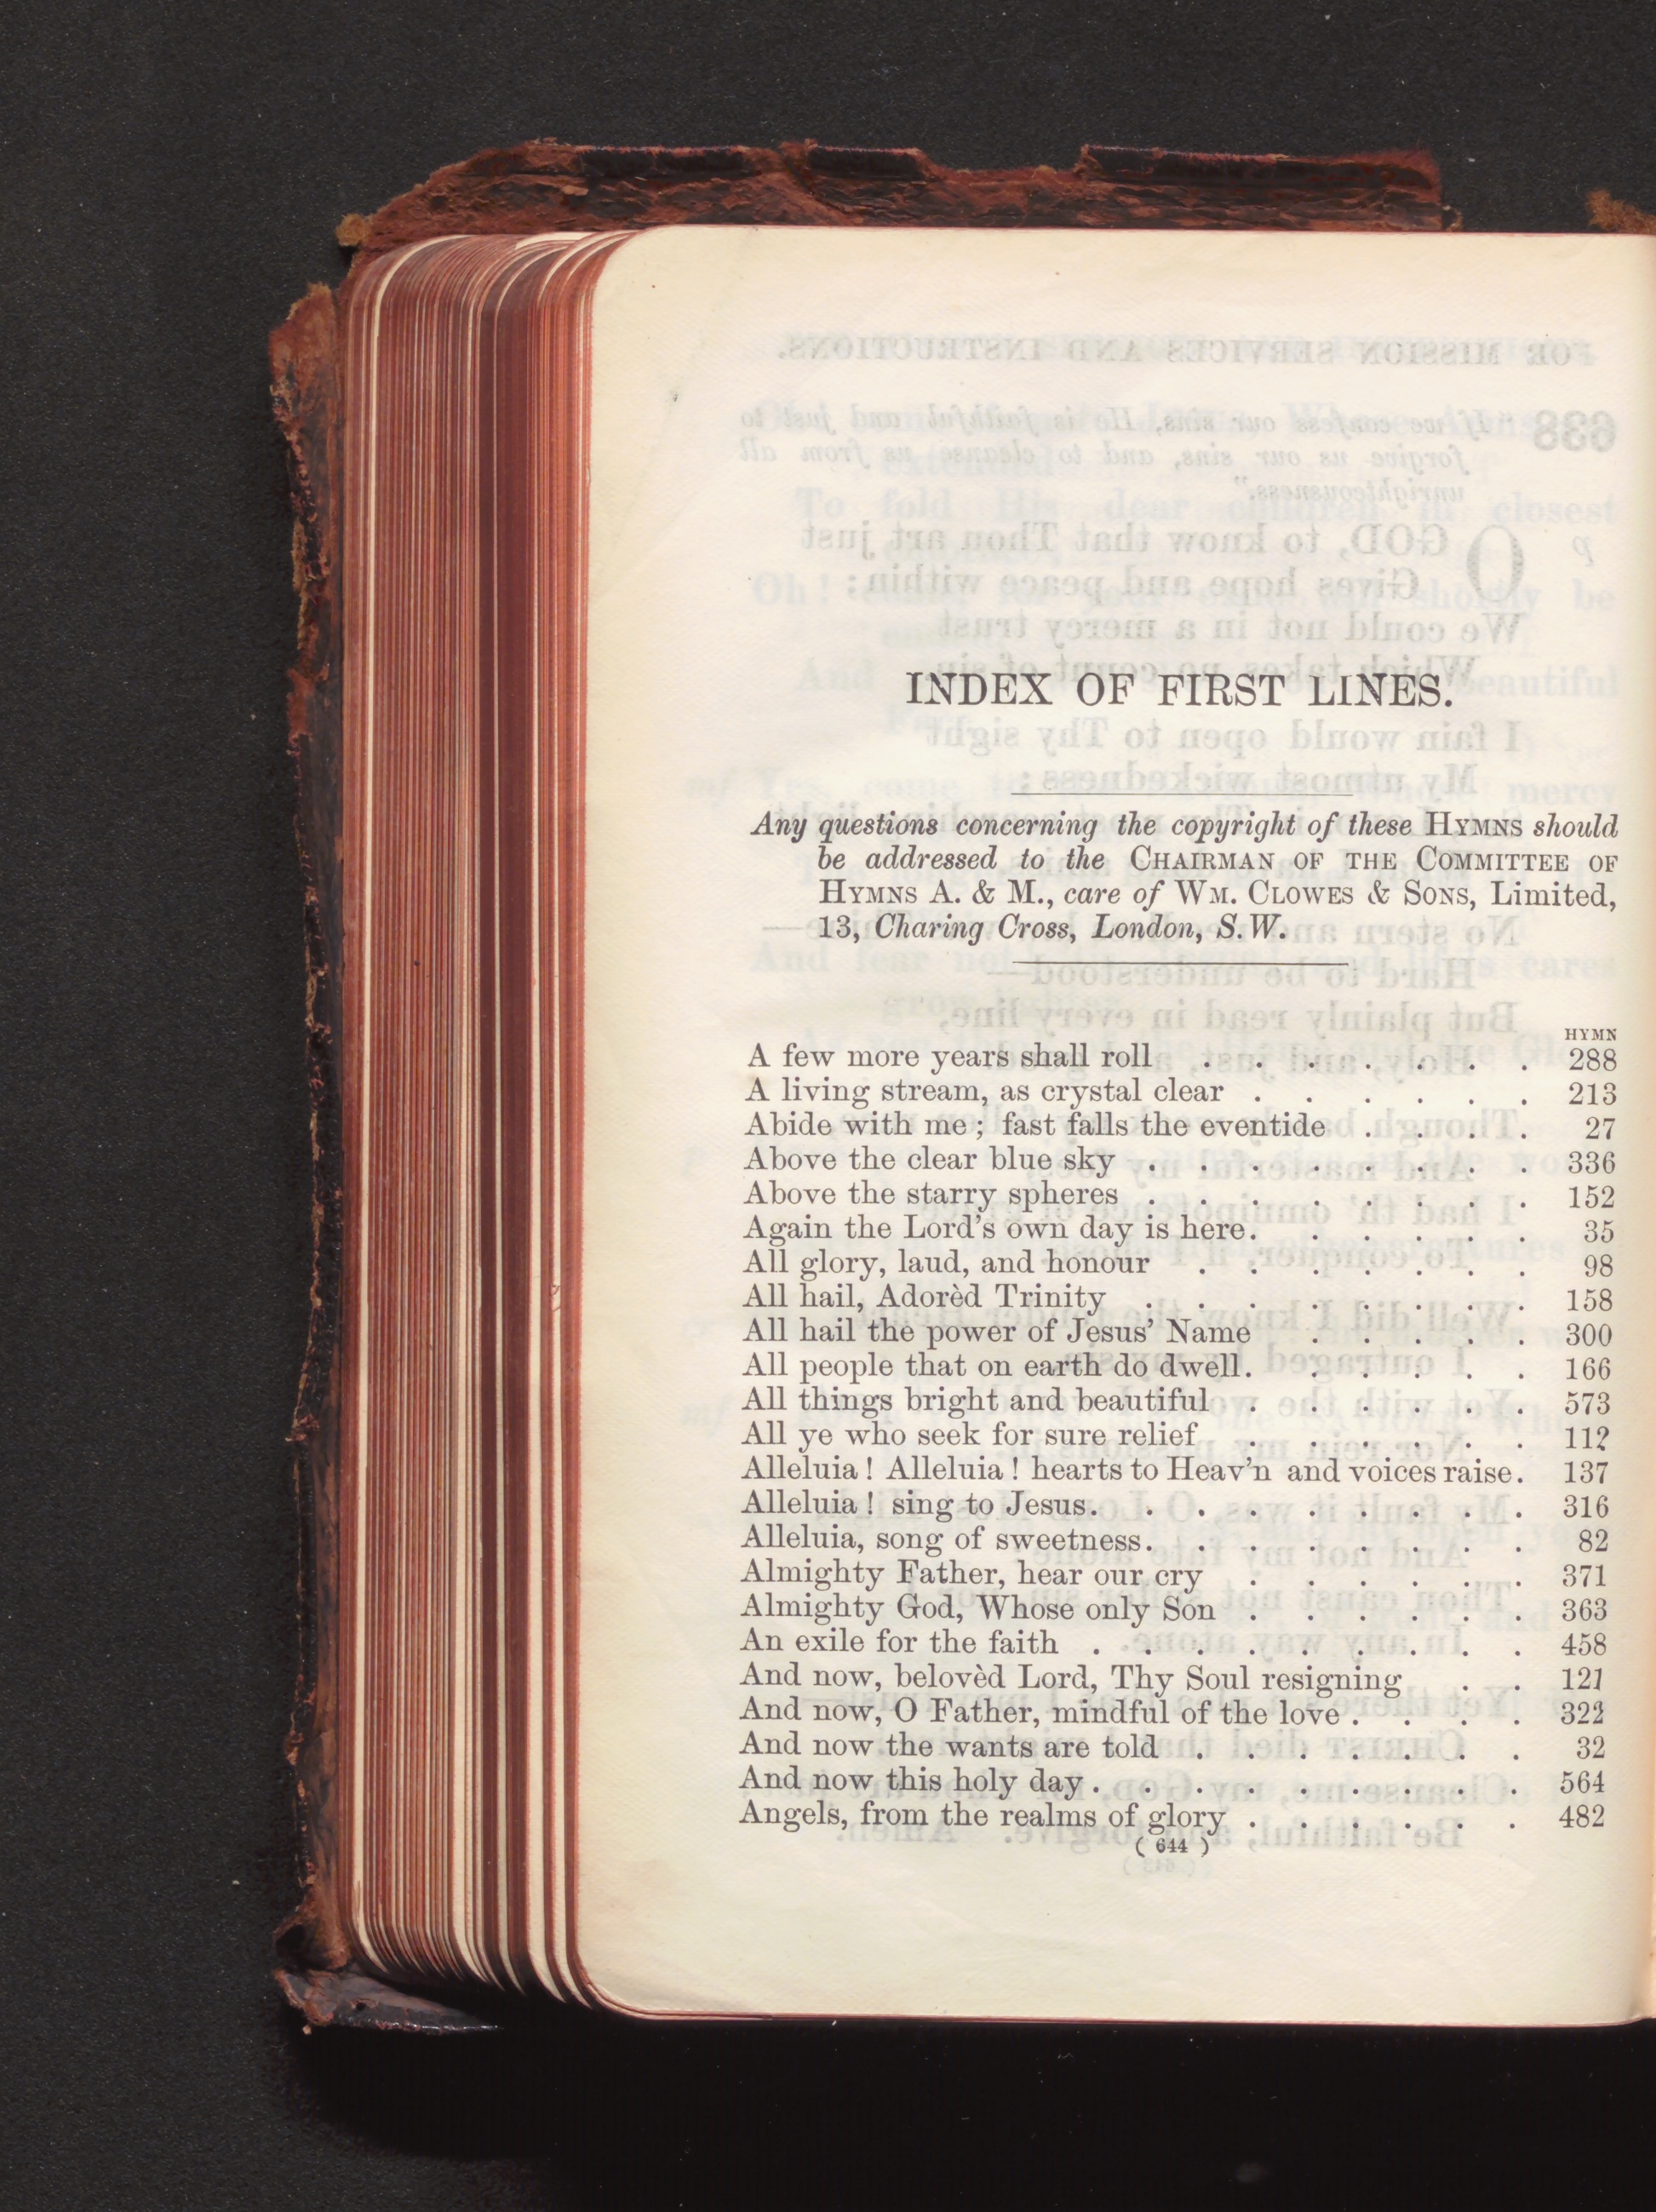 INDEX OF FIRST LINES.
Any questions concerning the copyright of these HYMNS should
be addressed to the CHAIRMAN OF THE COMMITTEE OF
HYMNS A. & M., care of WM. CLOWES & SONS, Limited,
13, Charing Cross, London, S.W.
HYMN
A few more years shall roll . . . . . . . 288
A living stream, as crystal clear . . . . . . 213
Abide with me; fast falls the eventide . . . . 27
Above the clear blue sky . . . . . . . . 336
Above the starry spheres . . . . . . . . 152
Again the Lord's own day is here. . . . . . 35
All glory, laud, and honour . . . . . . . 98
All hail, Adorèd Trinity . . . . . . . . 158
All hail the power of Jesus' Name . . . . . 300
All people that on earth do dwell. . . . . . 166
All things bright and beautiful . . . . . . 573
All ye who seek for sure relief . . . . . . 112
Alleluia! Alleluia! hearts to Heav'n and voices raise. 137
Alleluia! sing to Jesus. . . . . . . . . 316
Alleluia, song of sweetness. . . . . . . . 82
Almighty Father, hear our cry . . . . . . 371
Almighty God, Whose only Son . . . . . . 363
An exile for the faith . . . . . . . . . 458
And now, belovèd Lord, Thy Soul resigning . . 121
And now, O Father, mindful of the love . . . . 322
And now the wants are told . . . . . . . 32
And now this holy day . . . . . . . . . 564
Angels, from the realms of glory . . . . . . 482
( 644 )